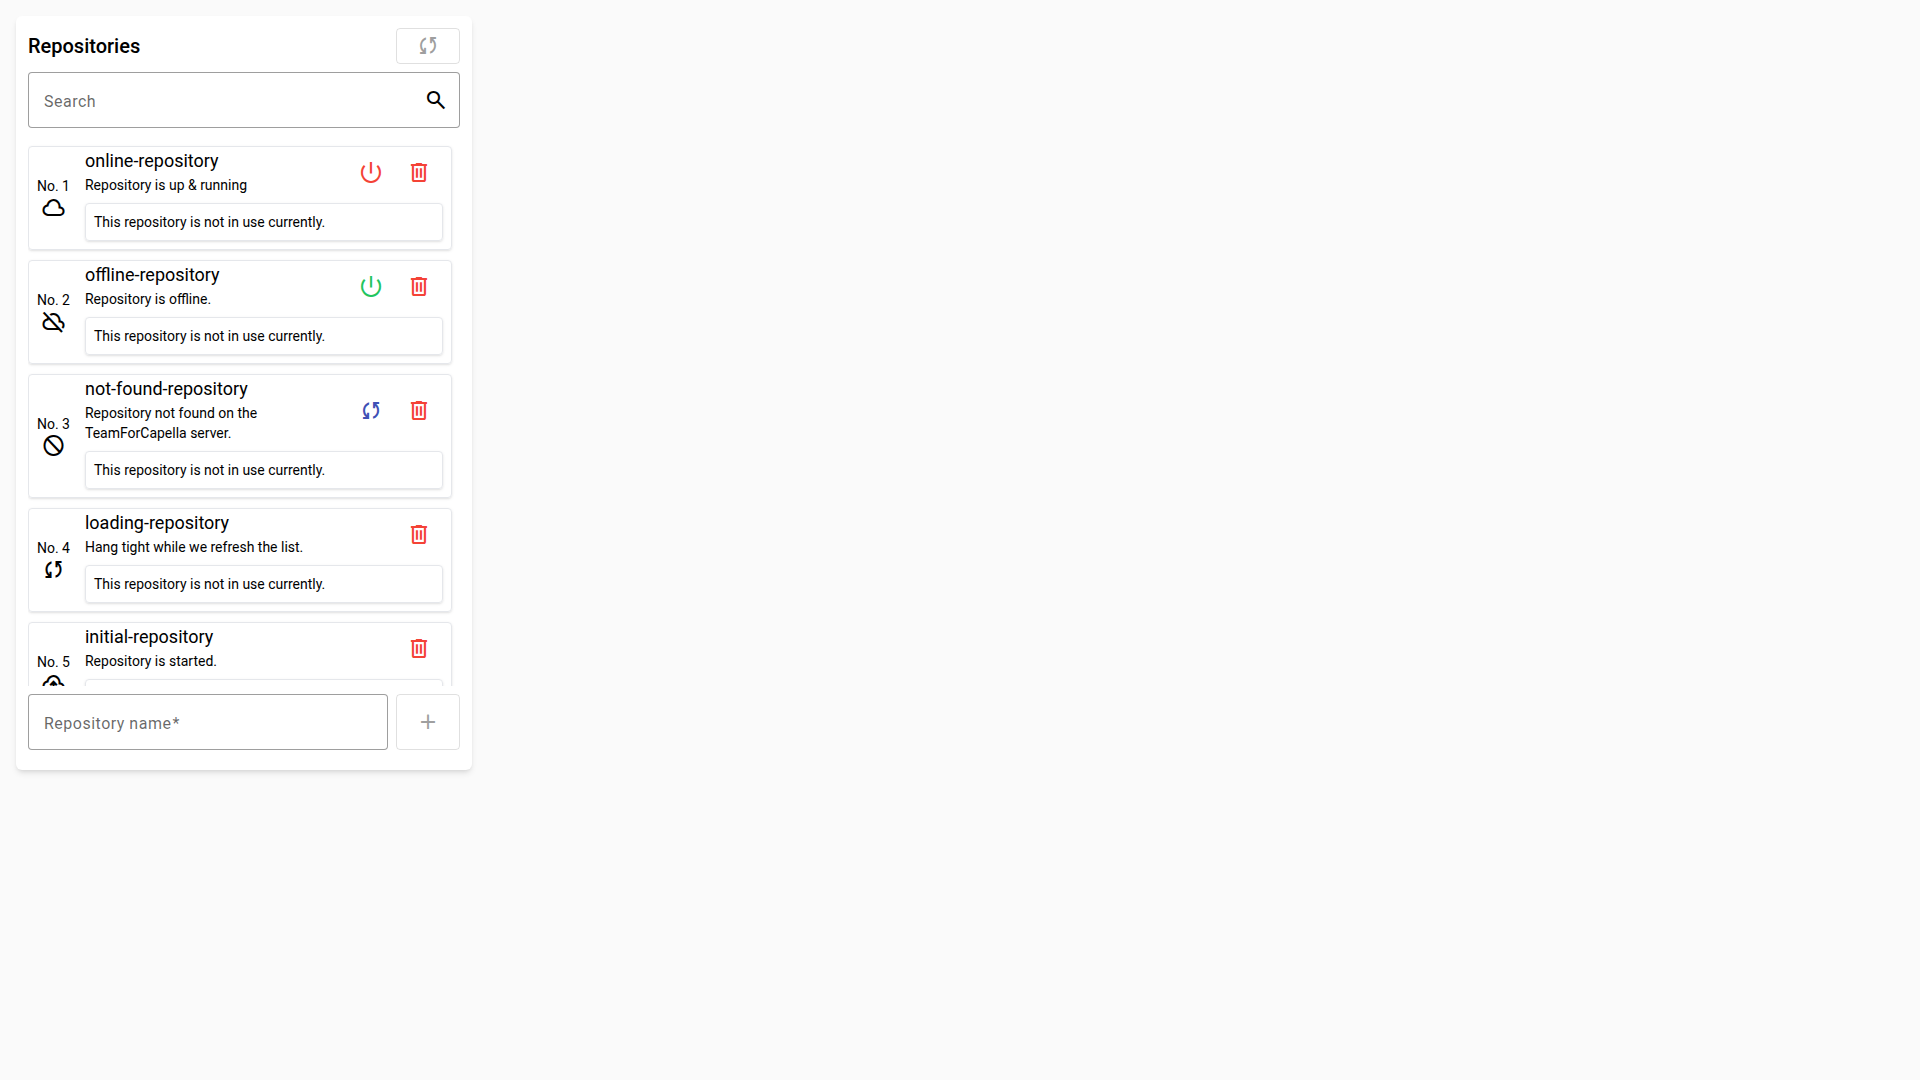 Repositories
Search
online-repository
No. 1
Repository is up & running
This repository is not in use currently.
offline-repository
No. 2
Repository is offline.
This repository is not in use currently.
not-found-repository
No. 3
Repository not found on the
TeamForCapella server.
This repository is not in use currently.
loading-repository
No. 4
Hang tight while we refresh the list.
This repository is not in use currently.
initial-repository
No. 5
Repository is started.
Repository name*